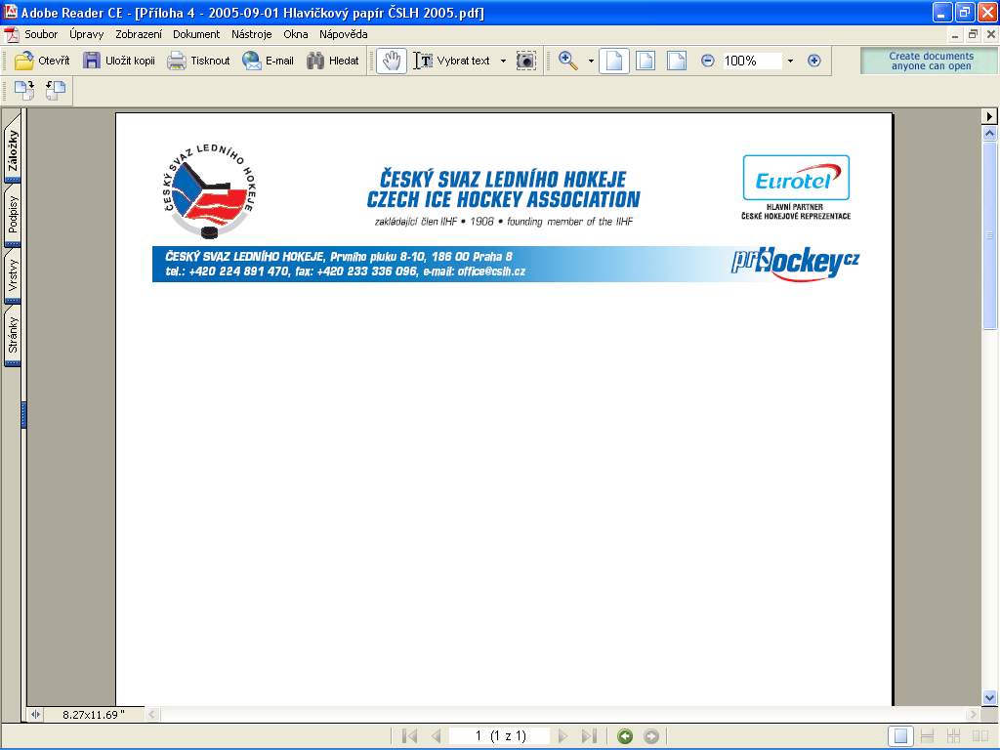 Adobe Reader CE - [Příloha 4 - 2005-09-01 Hlavičkový papír ČSLH 2005.pdf]
Soubor Úpravy Zobrazení Dokument Nástroje Okna Nápověda
Otevřít Uložit kopii Tisknout E-mail Hledat Vybrat text 100%
Create documents
anyone can open
Záložky
Podpisy
Vrstvy
Stránky
ČESKÝ SVAZ LEDNÍHO HOKEJE
ČESKÝ SVAZ LEDNÍHO HOKEJE
CZECH ICE HOCKEY ASSOCIATION
zakládající člen IIHF • 1908 • founding member of the IIHF
Eurotel
HLAVNÍ PARTNER
ČESKÉ HOKEJOVÉ REPREZENTACE
ČESKÝ SVAZ LEDNÍHO HOKEJE, Prvního pluku 8-10, 186 00 Praha 8
tel.: +420 224 891 470, fax: +420 233 336 096, e-mail: office@cslh.cz
proHockey cz
8.27x11.69 "
1 (1 z 1)